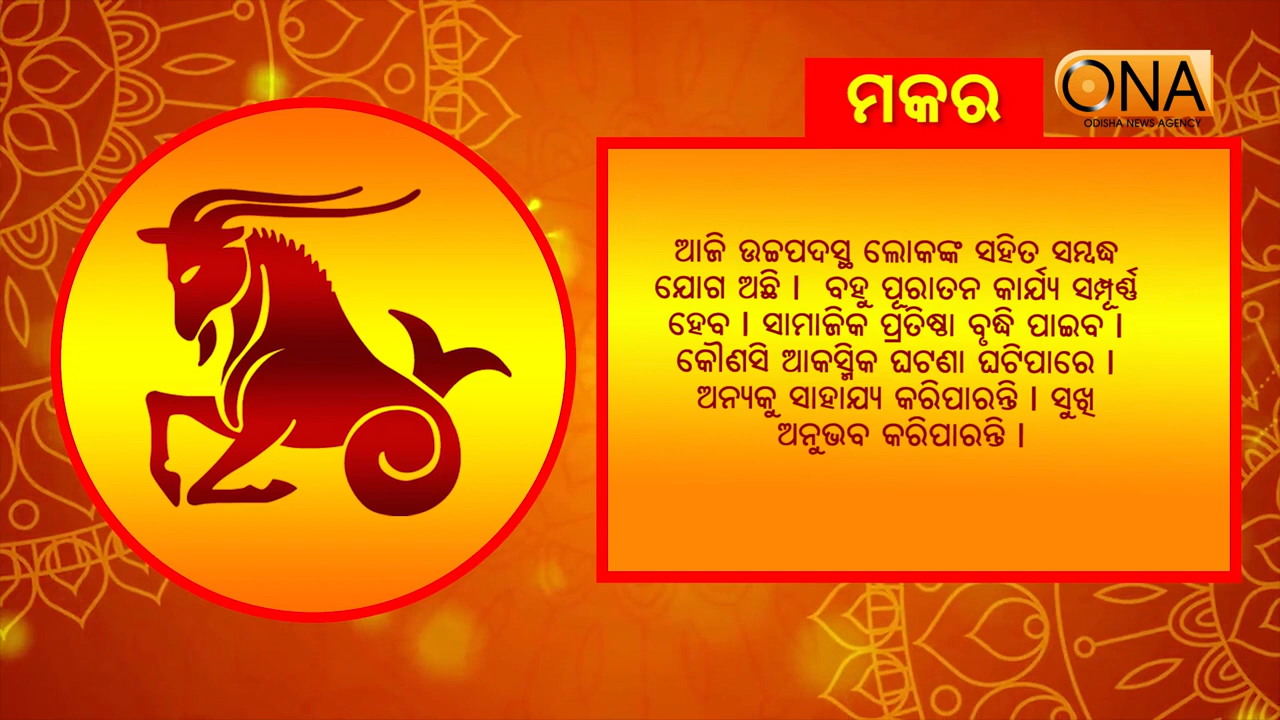 ମକର
ONA
ODISHA NEWS AGENCY
ଆଜି ଉଚ୍ଚପଦସ୍ଥ ଲୋକଙ୍କ ସହିତ ସମ୍ବଦ୍ଧ
ଯୋଗ ଅଛି । ବହୁ ପୂରାତନ କାର୍ଯ୍ୟ ସମ୍ପୂର୍ଣ୍ଣ
ହେବ । ସାମାଜିକ ପ୍ରତିଷ୍ଠା ବୃଦ୍ଧି ପାଇବ ।
କୌଣସି ଆକସ୍ମିକ ଘଟଣା ଘଟିପାରେ ।
ଅନ୍ୟକୁ ସାହାଯ୍ୟ କରିପାରନ୍ତି । ସୁଖି
ଅନୁଭବ କରିପାରନ୍ତି ।